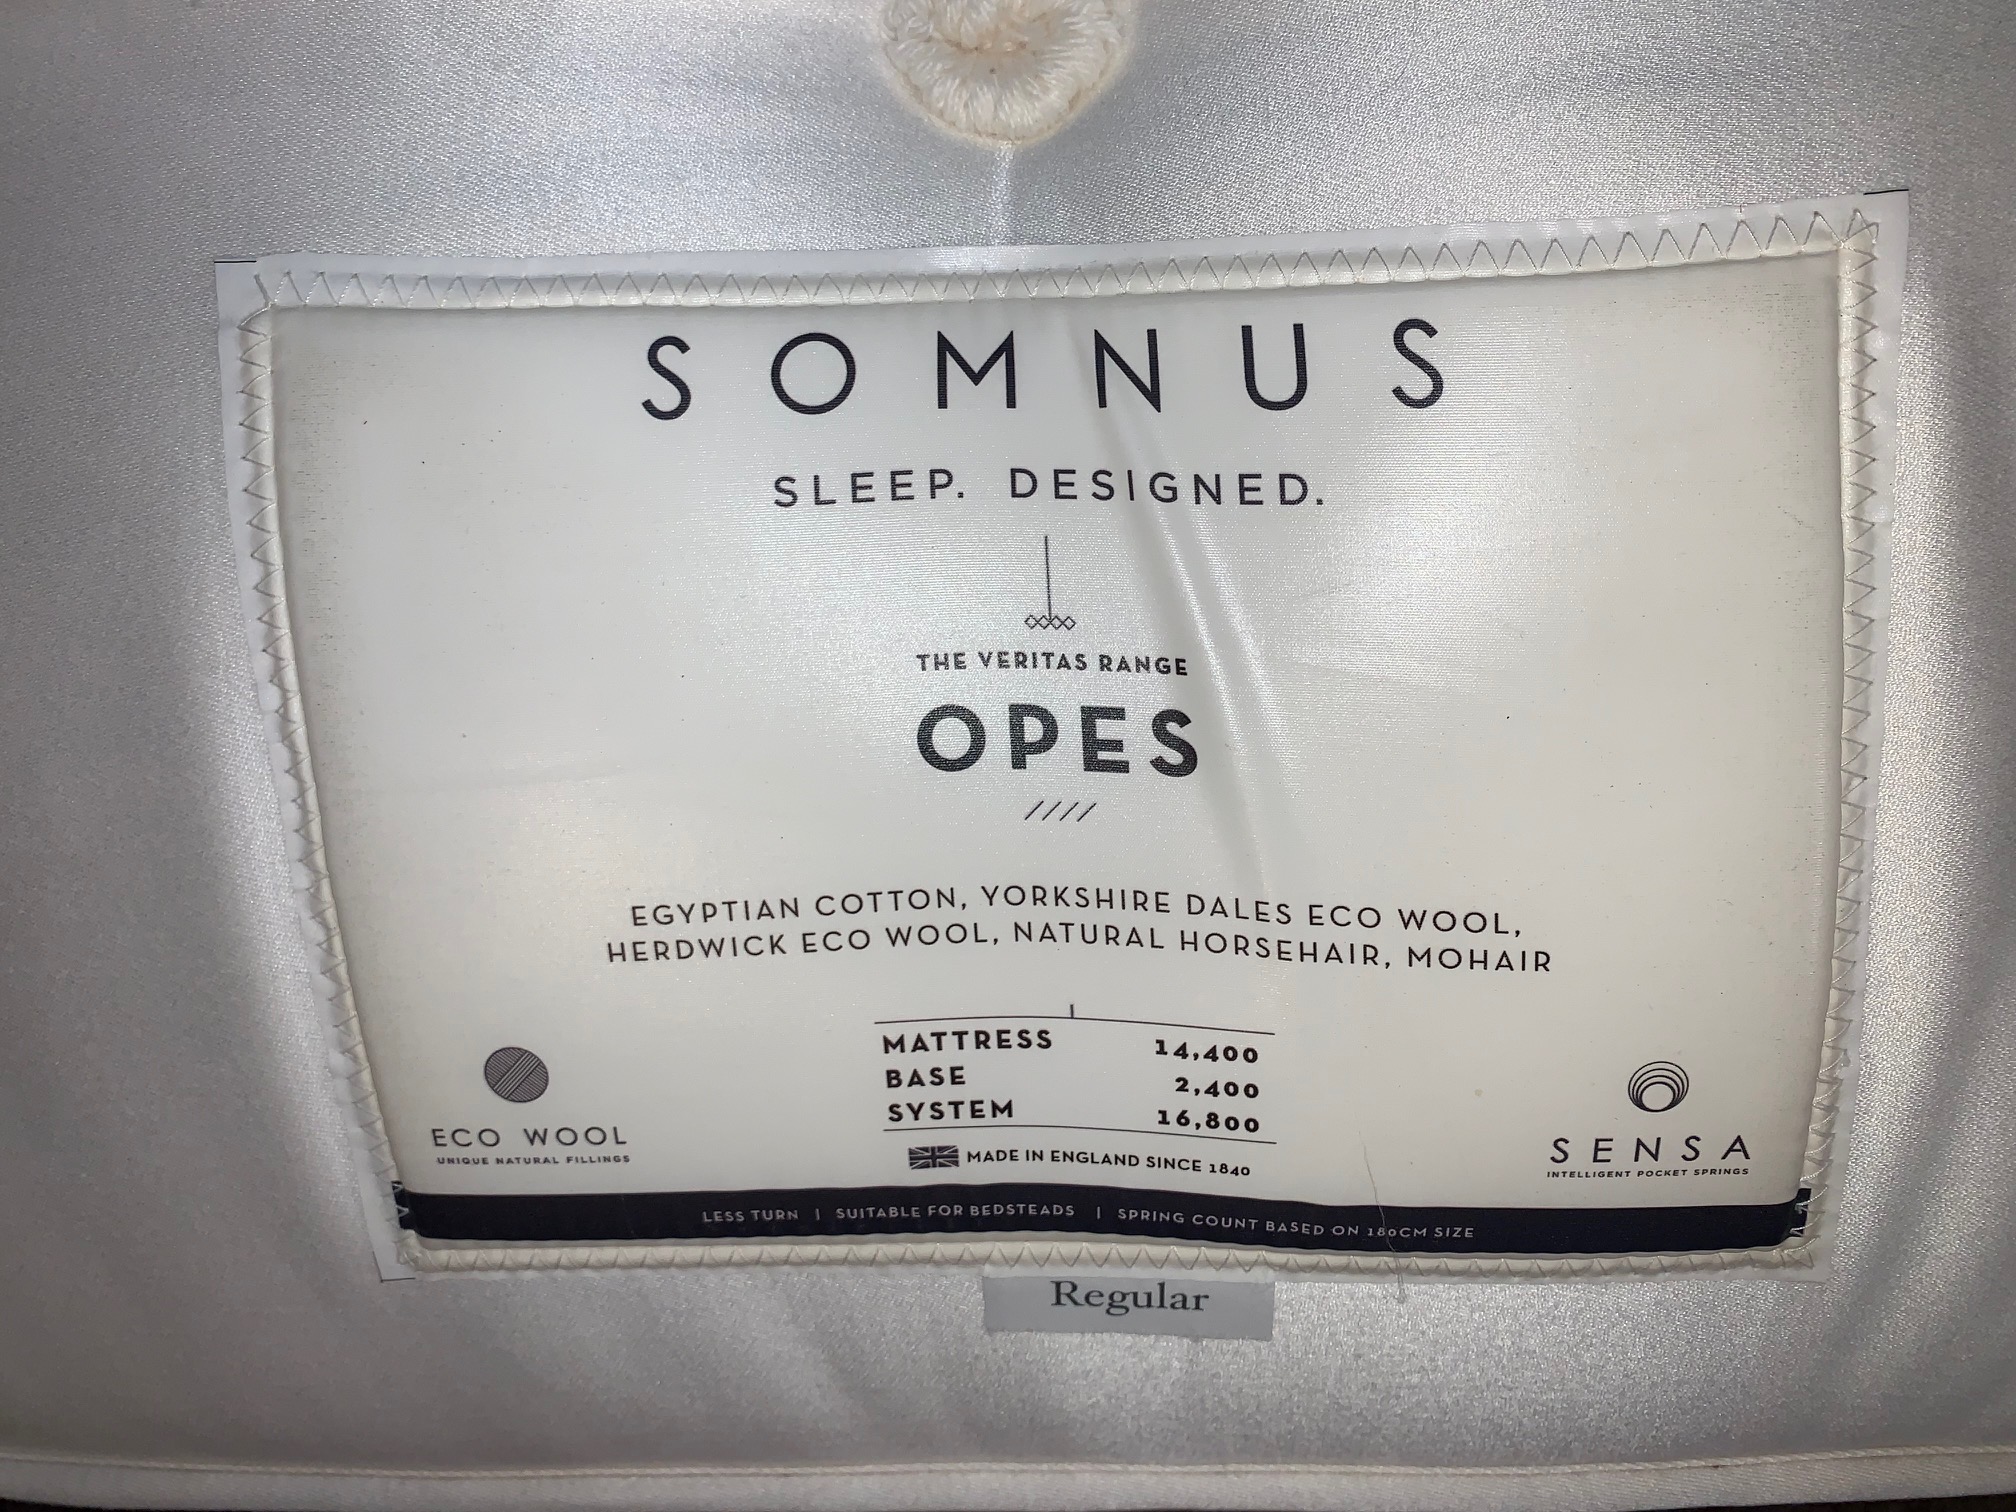 SOMNUS
SLEEP. DESIGNED.
THE VERITAS RANGE
OPES
////
EGYPTIAN COTTON, YORKSHIRE DALES ECO WOOL,
HERDWICK ECO WOOL, NATURAL HORSEHAIR, MOHAIR
MATTRESS 14,400
BASE 2,400
SYSTEM 16,800
MADE IN ENGLAND SINCE 1840
ECO WOOL
UNIQUE NATURAL FILLINGS
SENSA
INTELLIGENT POCKET SPRINGS
LESS TURN | SUITABLE FOR BEDSTEADS | SPRING COUNT BASED ON 180CM SIZE
Regular